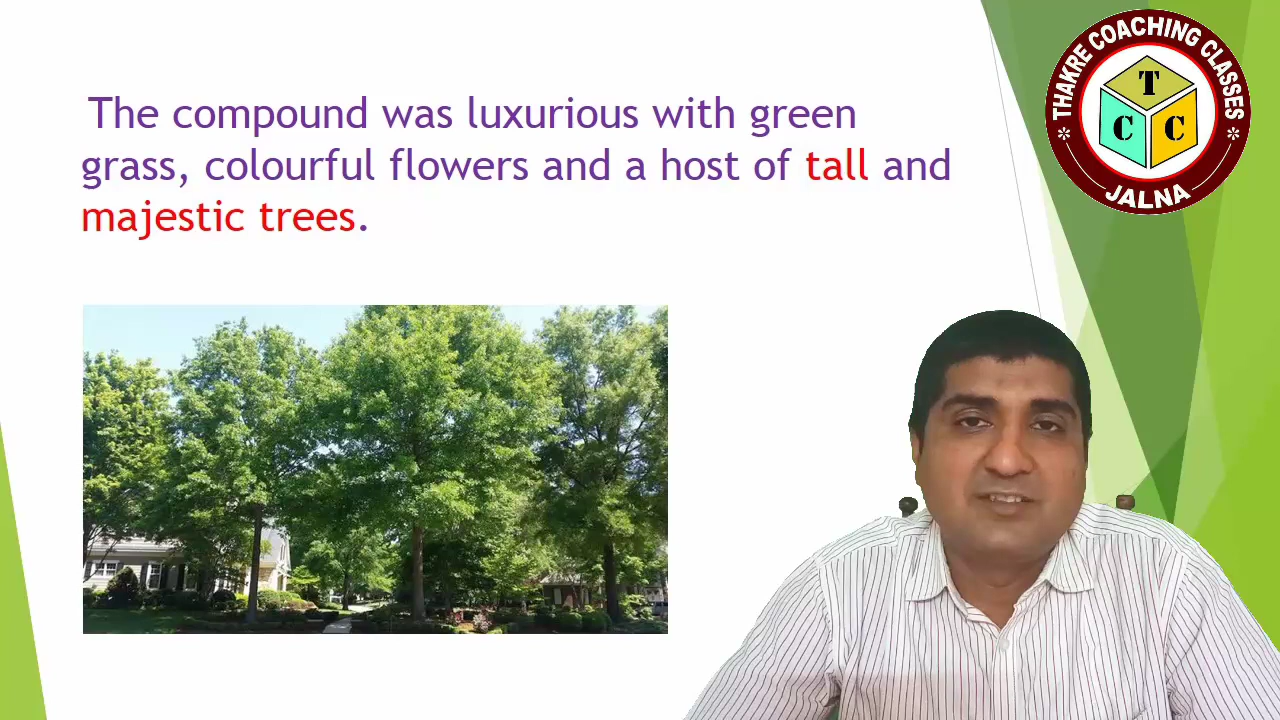 The compound was luxurious with green
grass, colourful flowers and a host of tall and
majestic trees.
THAKRE COACHING CLASSES
T
C C
JALNA